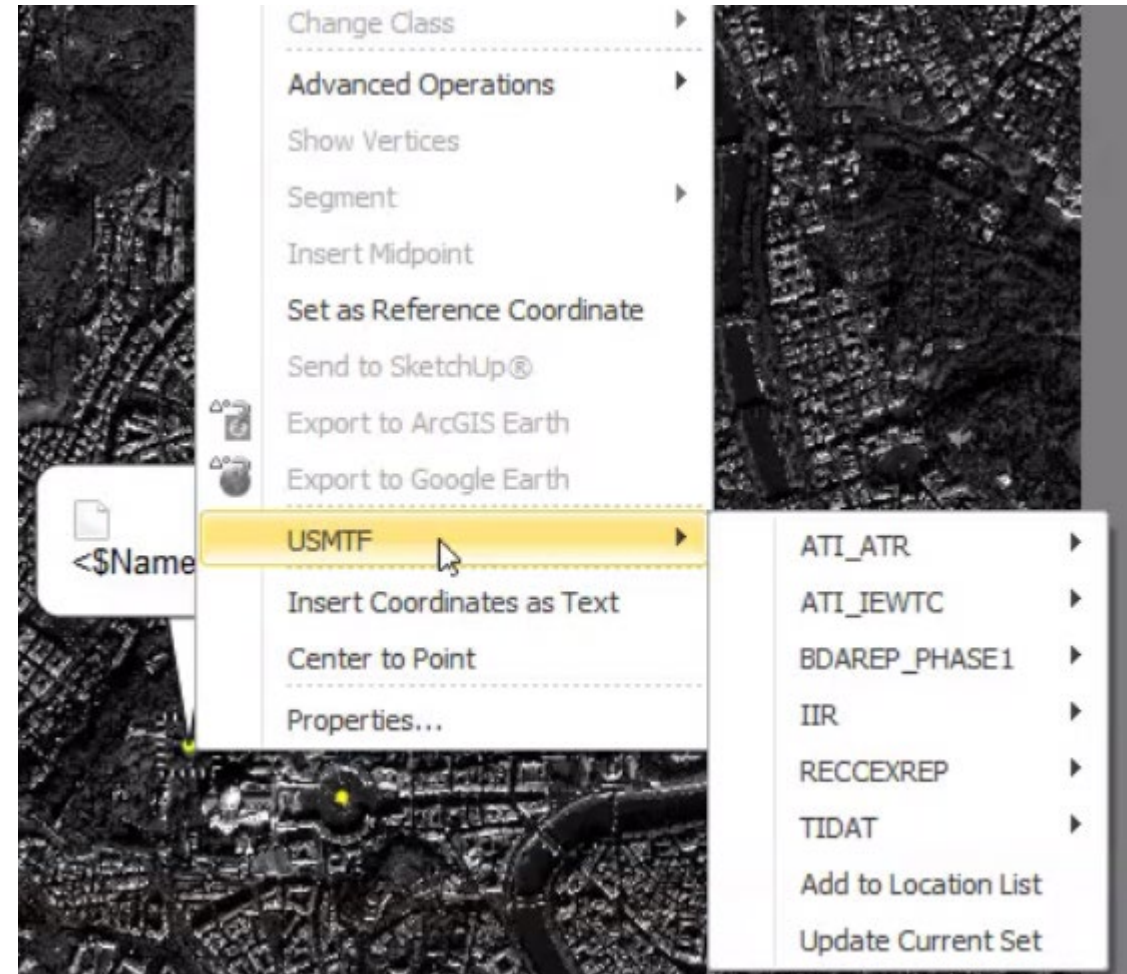 Change Class
Advanced Operations
Show Vertices
Segment
Insert Midpoint
Set as Reference Coordinate
Send to SketchUp®
Export to ArcGIS Earth
Export to Google Earth
<$Name
USMTF
Insert Coordinates as Text
Center to Point
Properties...
ATI_ATR
ATI_IEWTC
BDAREP_PHASE1
IIR
RECCEXREP
TIDAT
Add to Location List
Update Current Set